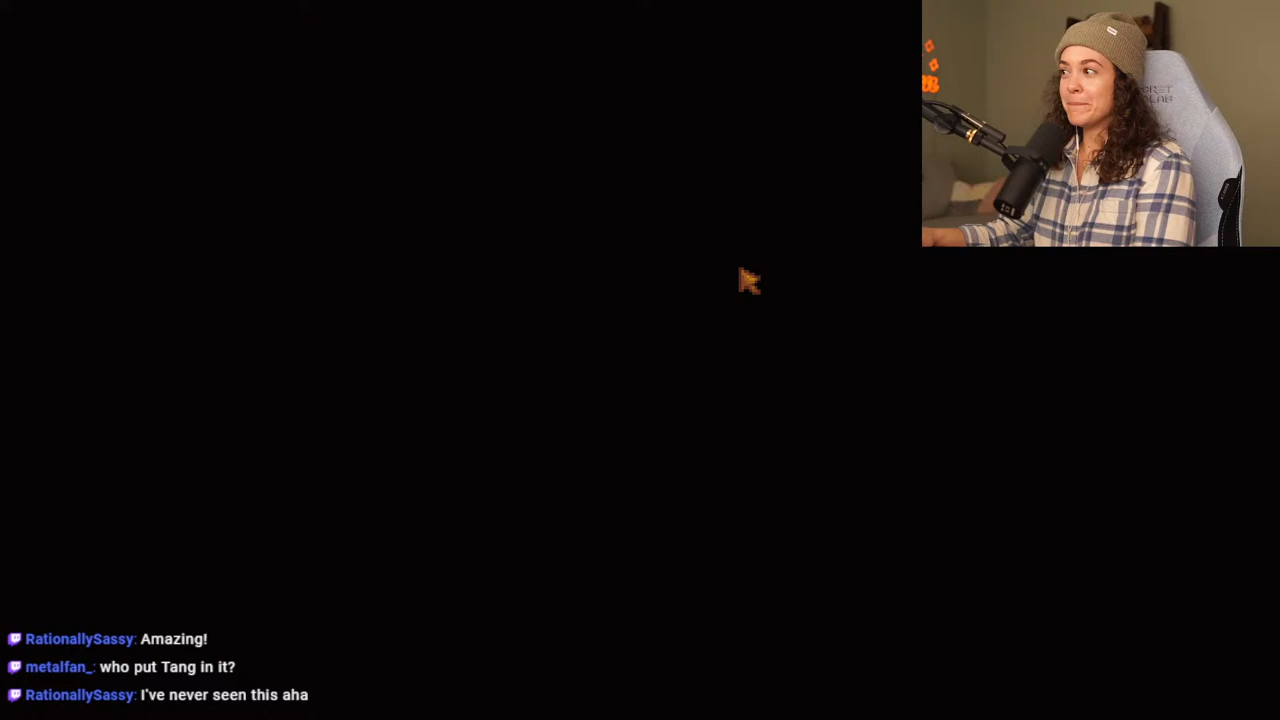 RationallySassy: Amazing!
metalfan_: who put Tang in it?
RationallySassy: I've never seen this aha